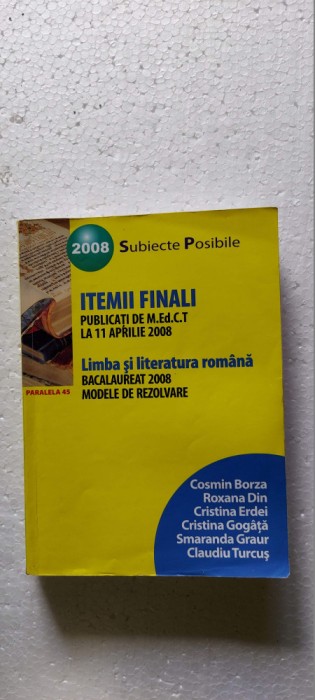 2008 Subiecte Posibile
ITEMII FINALI
PUBLICAȚI DE M.Ed.C.T
LA 11 APRILIE 2008
Limba și literatura română
BACALAUREAT 2008
MODELE DE REZOLVARE
PARALELA 45
Cosmin Borza
Roxana Din
Cristina Erdei
Cristina Gogâță
Smaranda Graur
Claudiu Turcuș